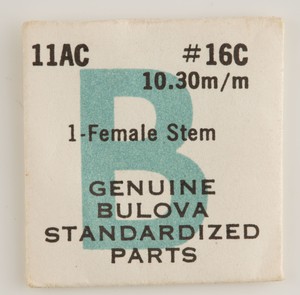 11AC #16C
10.30m/m
1-Female Stem
B
GENUINE
BULOVA
STANDARDIZED
PARTS